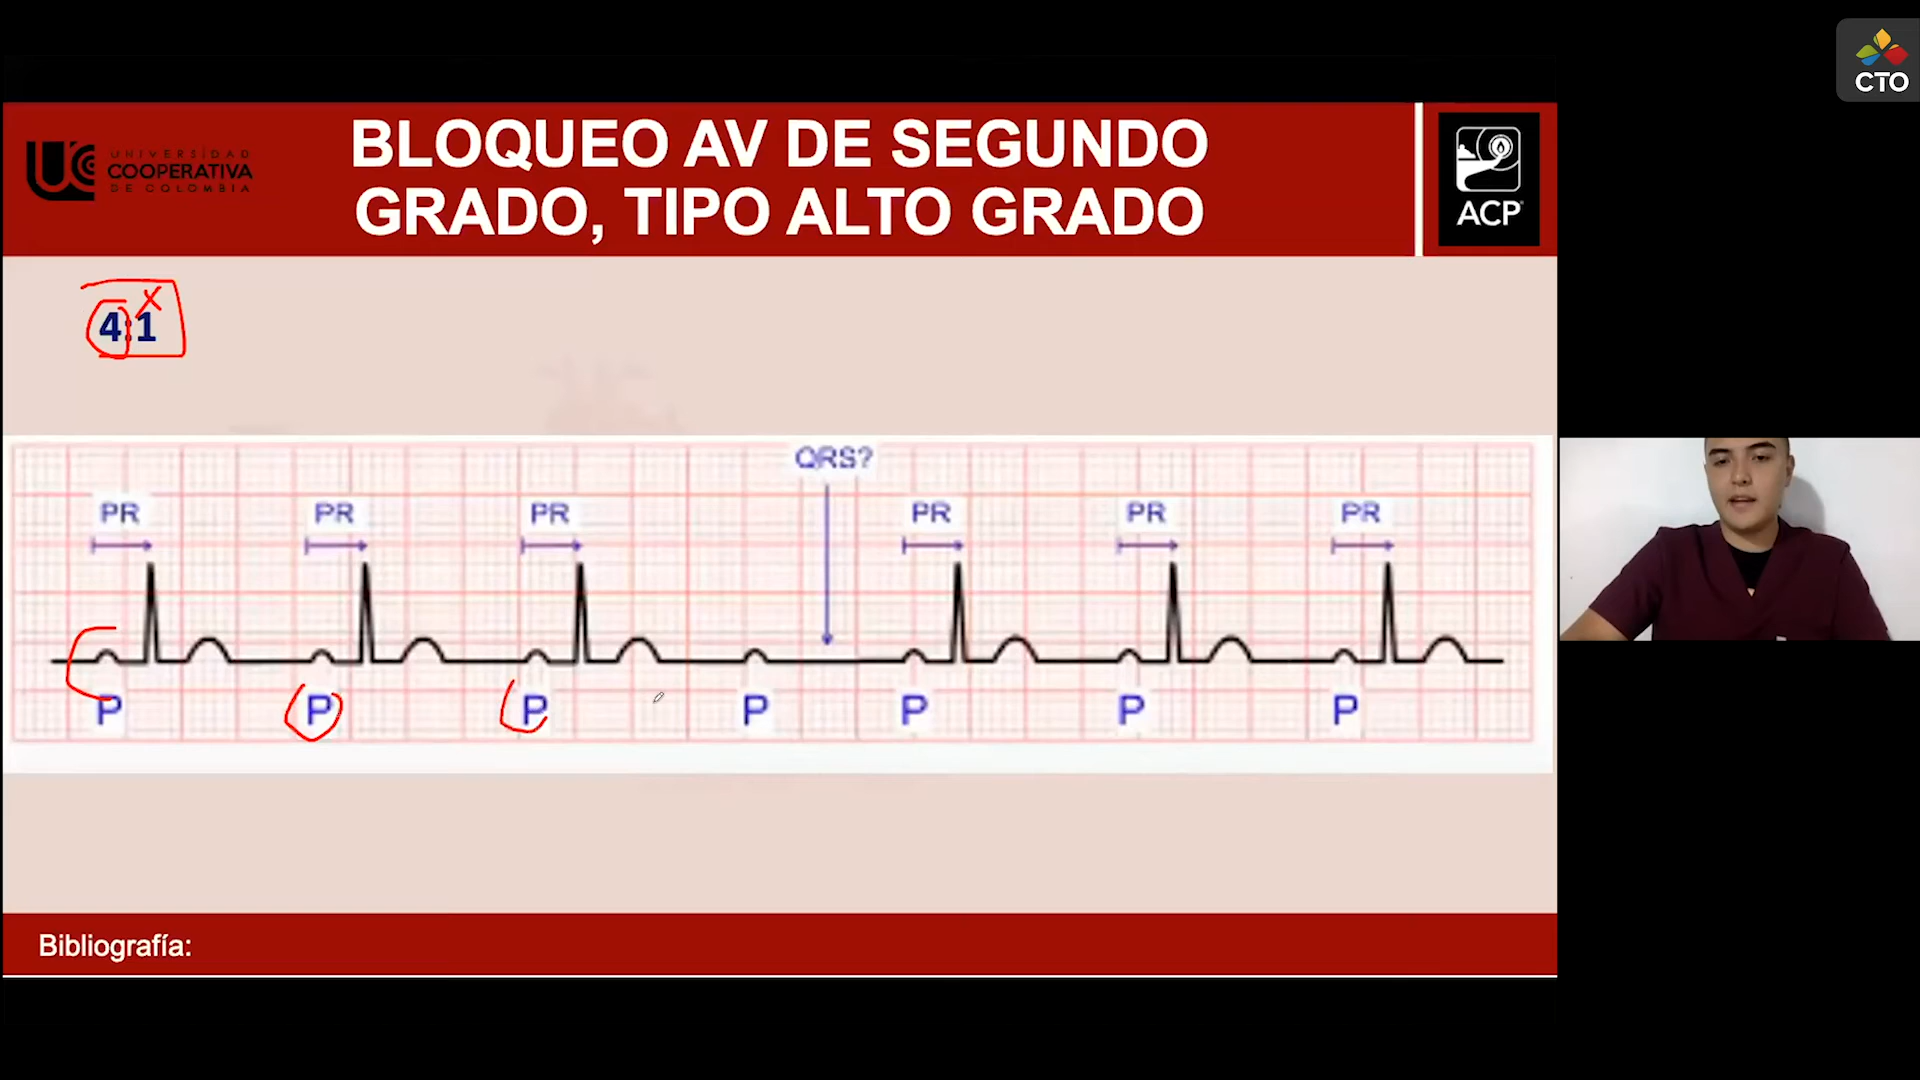 CTO
UNIVERSIDAD
COOPERATIVA
DE COLOMBIA
BLOQUEO AV DE SEGUNDO
GRADO, TIPO ALTO GRADO
ACP
4:1
X
QRS?
PR PR PR PR PR PR
P P P P P P P
Bibliografía: